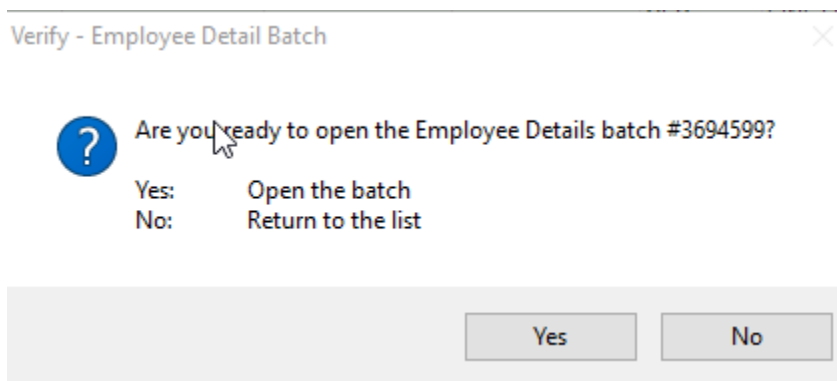 Verify - Employee Detail Batch
Are you ready to open the Employee Details batch #3694599?
Yes: Open the batch
No: Return to the list
Yes No